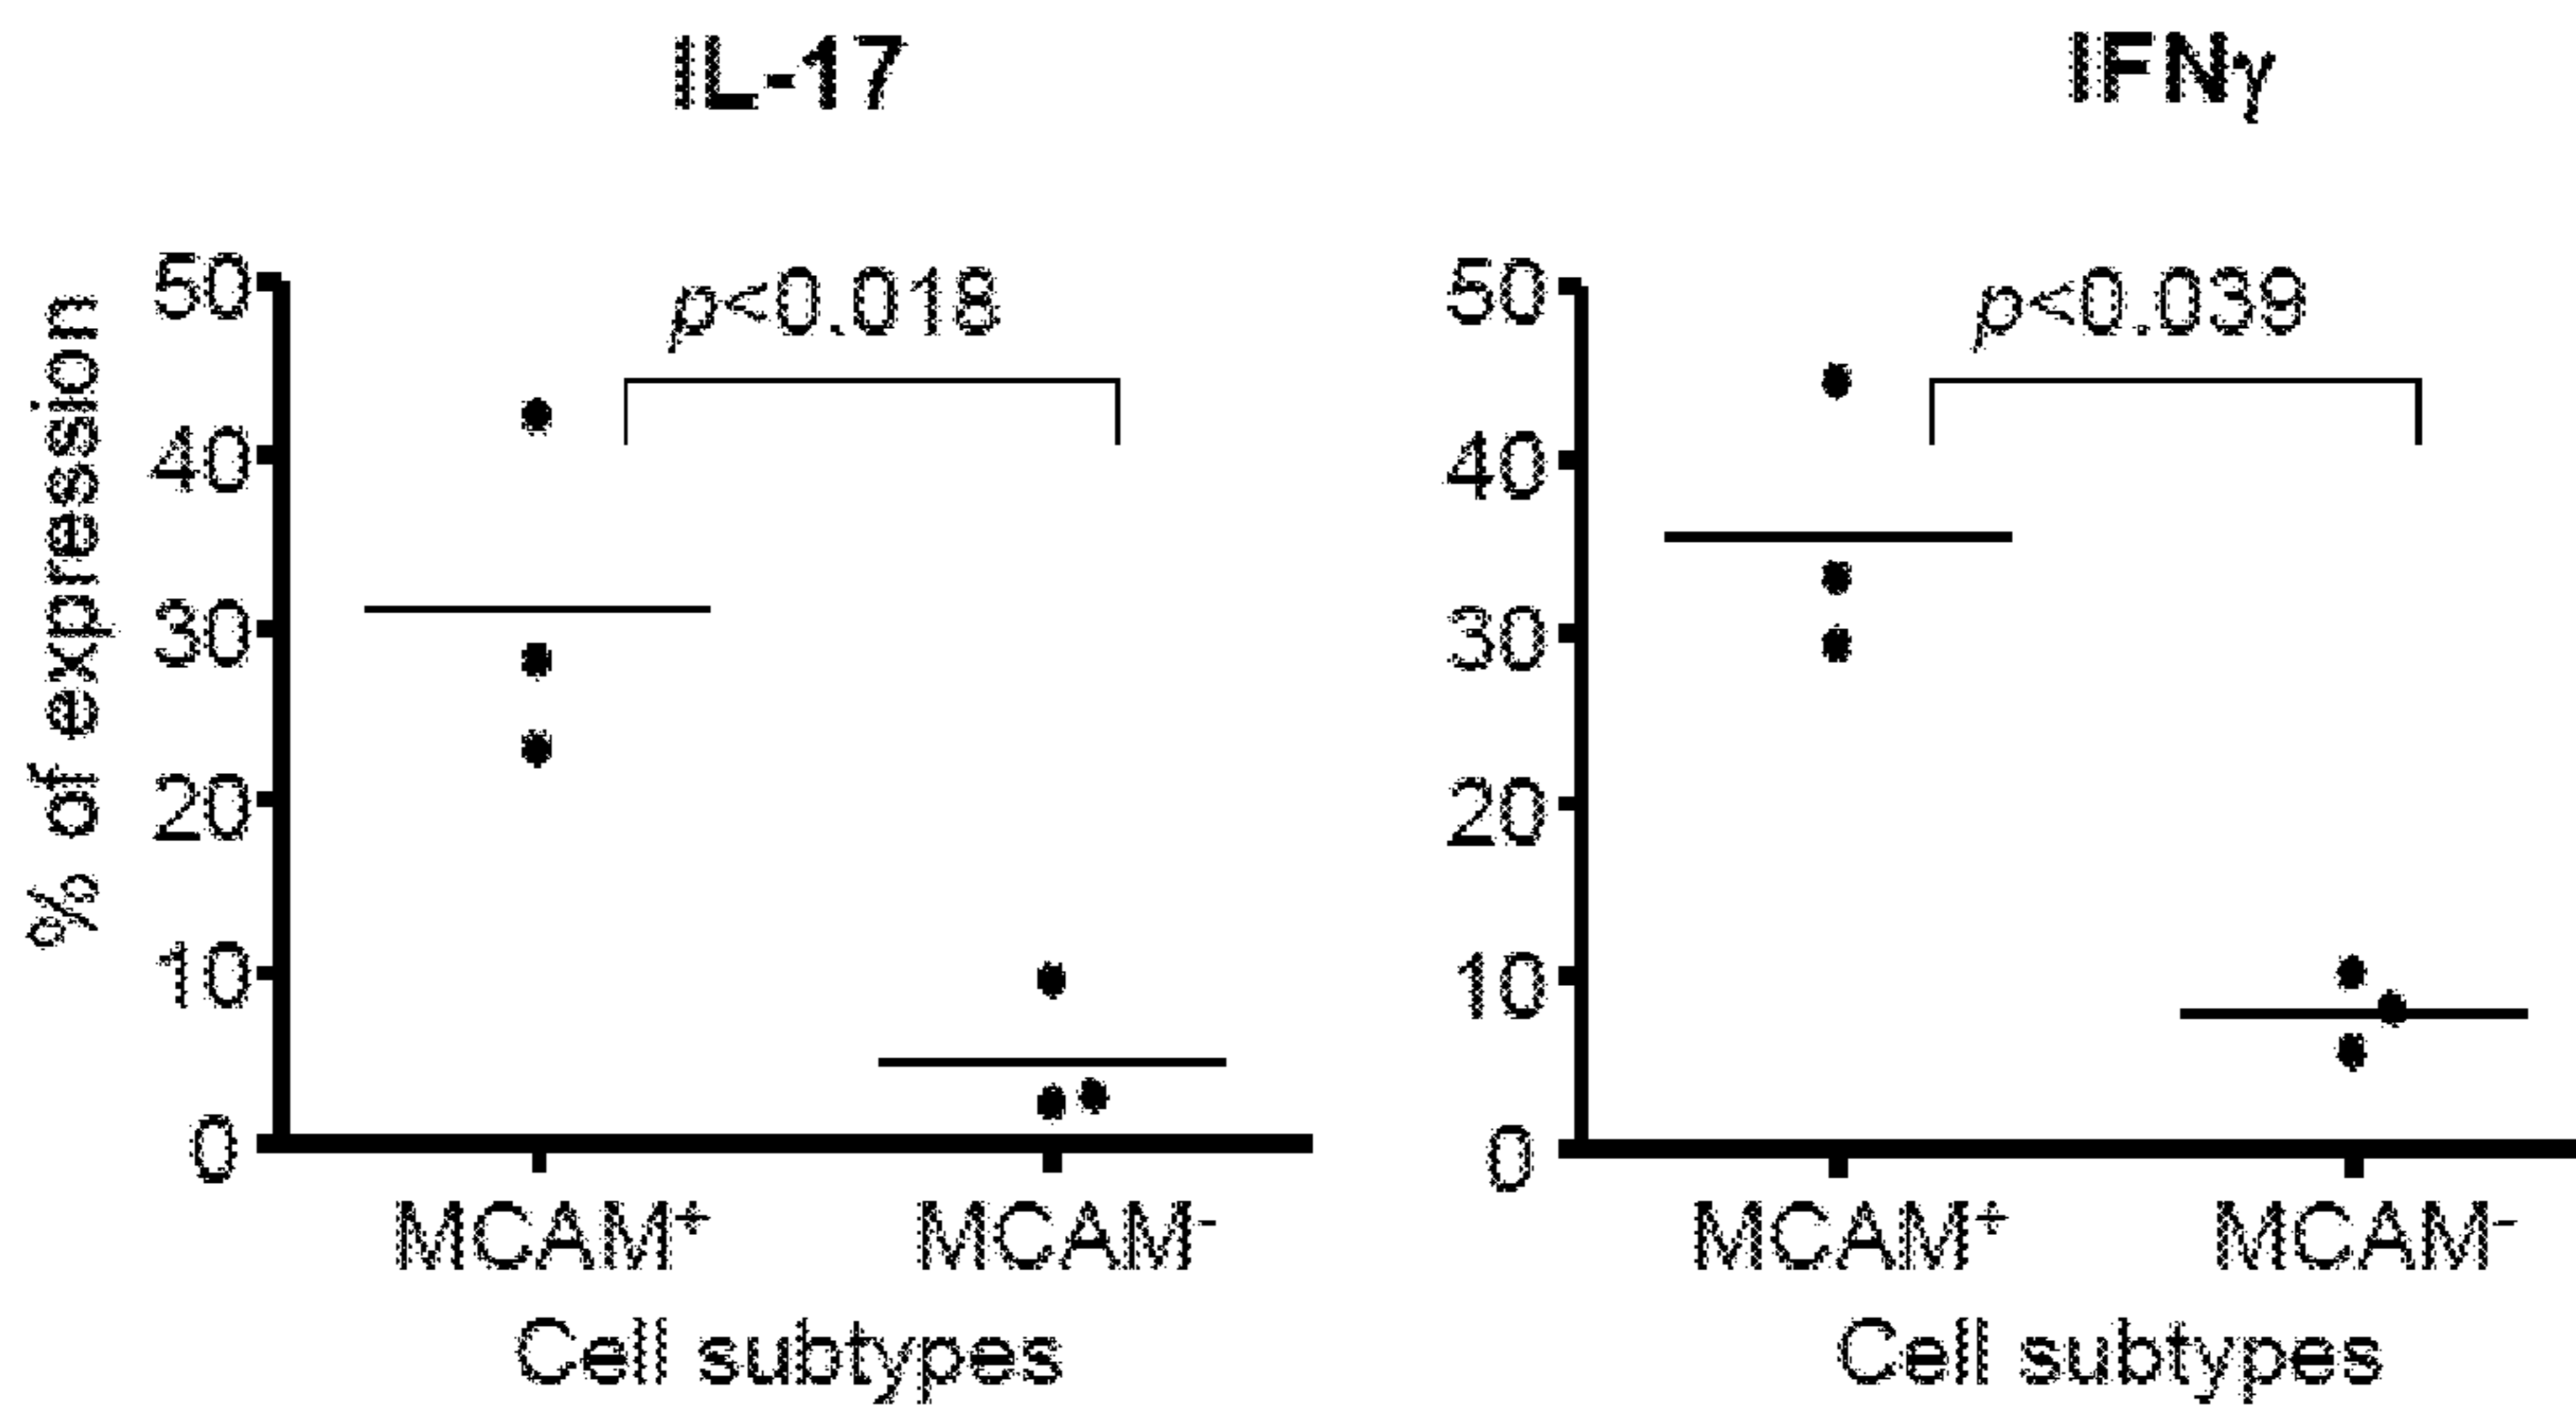 IL-17
p<0.018
% of expression
50
40
30
20
10
0
MCAM⁺
MCAM⁻
Cell subtypes
IFNγ
p<0.039
50
40
30
20
10
0
MCAM⁺
MCAM⁻
Cell subtypes